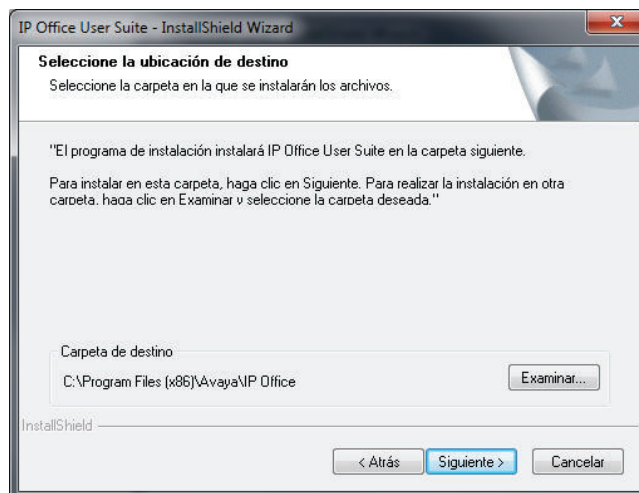 IP Office User Suite - InstallShield Wizard
Seleccione la ubicación de destino
Seleccione la carpeta en la que se instalarán los archivos.
"El programa de instalación instalará IP Office User Suite en la carpeta siguiente.
Para instalar en esta carpeta, haga clic en Siguiente. Para realizar la instalación en otra
carpeta, haga clic en Examinar y seleccione la carpeta deseada."
Carpeta de destino
C:\Program Files (x86)\Avaya\IP Office
Examinar...
InstallShield
< Atrás
Siguiente >
Cancelar